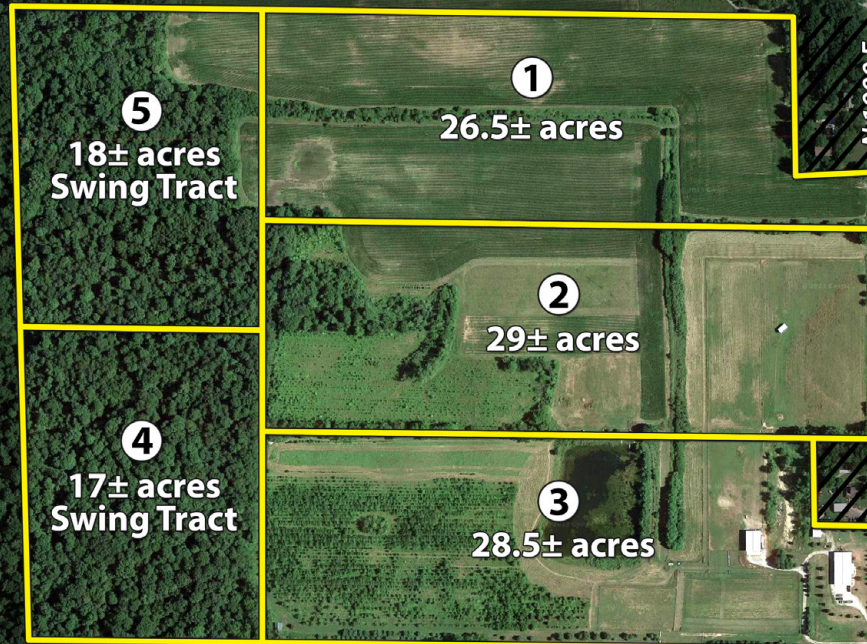 1
26.5± acres
5
18± acres
Swing Tract
2
29± acres
4
17± acres
Swing Tract
3
28.5± acres